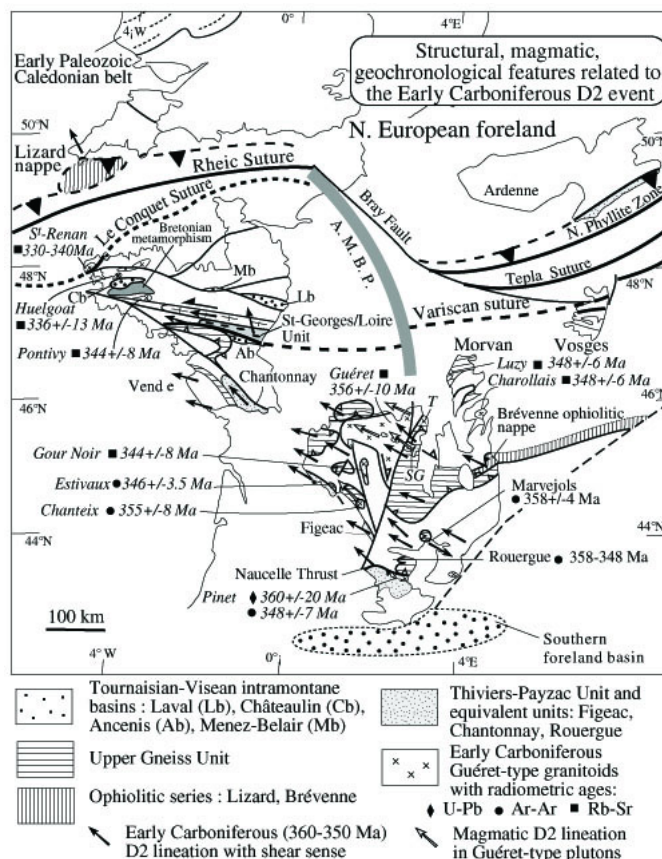 0°
4°E
4¡W
Early Paleozoic
Caledonian belt
Structural, magmatic,
geochronological features related to
the Early Carboniferous D2 event
50°N
50°N
N. European foreland
Lizard
nappe
Rheic Suture
Ardenne
Bray Fault
N. Phyllite Zone
Le Conquet Suture
A. M. B. P.
St-Renan
330-340Ma
Bretonian
metamorphism
Tepla Suture
48°N
48°N
Mb
Cb
Lb
Variscan suture
Huelgoat
336+/-13 Ma
St-Georges/Loire
Unit
Pontivy
344+/-8 Ma
Ab
Morvan
Vosges
Chantonnay
Guéret
356+/-10 Ma
Luzy
348+/-6 Ma
Charollais
348+/-6 Ma
Vend e
46°N
46°N
T
Brévenne ophiolitic
nappe
Gour Noir
344+/-8 Ma
SG
Estivaux
346+/-3.5 Ma
Marvejols
358+/-4 Ma
Chanteix
355+/-8 Ma
44°N
44°N
Figeac
Rouergue
358-348 Ma
Naucelle Thrust
Pinet
360+/-20 Ma
348+/-7 Ma
100 km
Southern
foreland basin
4°W
0°
4°E
Tournaisian-Visean intramontane
basins : Laval (Lb), Châteaulin (Cb),
Ancenis (Ab), Menez-Belair (Mb)
Upper Gneiss Unit
Ophiolitic series : Lizard, Brévenne
Early Carboniferous (360-350 Ma)
D2 lineation with shear sense
Thiviers-Payzac Unit and
equivalent units: Figeac,
Chantonnay, Rouergue
Early Carboniferous
Guéret-type granitoids
with radiometric ages:
U-Pb
Ar-Ar
Rb-Sr
Magmatic D2 lineation
in Guéret-type plutons